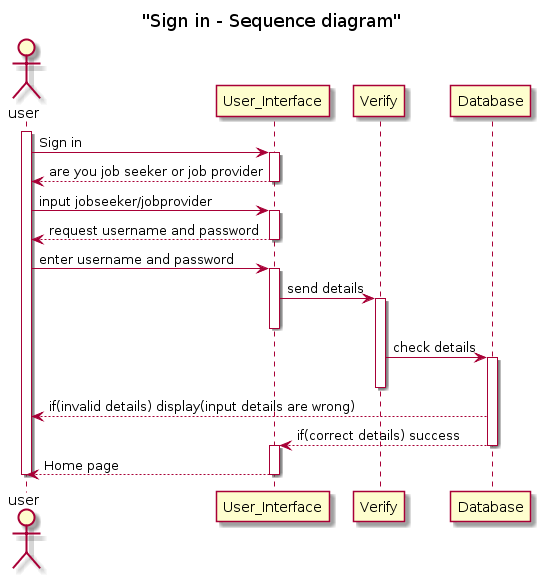 "Sign in - Sequence diagram"
user
User_Interface
Verify
Database
Sign in
are you job seeker or job provider
input jobseeker/jobprovider
request username and password
enter username and password
send details
check details
if(invalid details) display(input details are wrong)
if(correct details) success
Home page
user
User_Interface
Verify
Database